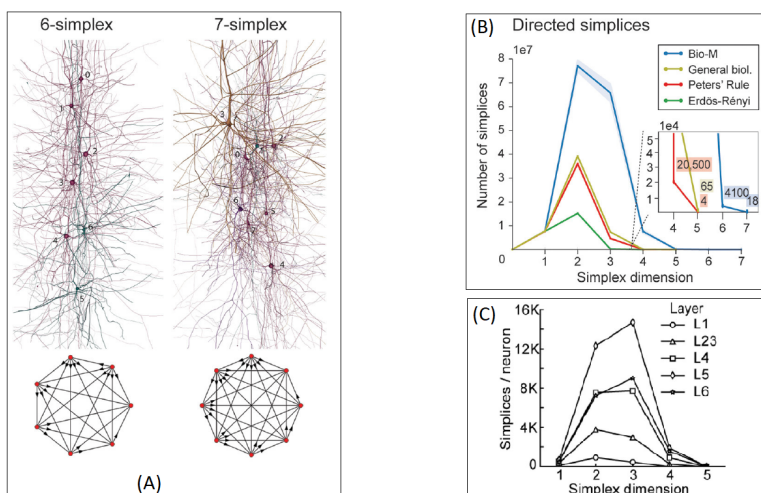 6-simplex
7-simplex
0
1
2
3
4
5
6
0
1
2
3
4
5
6
7
(A)
(B) Directed simplices
1e7
Number of simplices
8
7
6
5
4
3
2
1
0
1 2 3 4 5 6 7
Simplex dimension
Bio-M
General biol.
Peters' Rule
Erdös-Rényi
1e4
5
4
3
2
1
20,500
65
4
4100
18
4 5 6 7
(C)
Simplices / neuron
16K
12K
8K
4K
0
1 2 3 4 5
Simplex dimension
Layer
L1
L23
L4
L5
L6